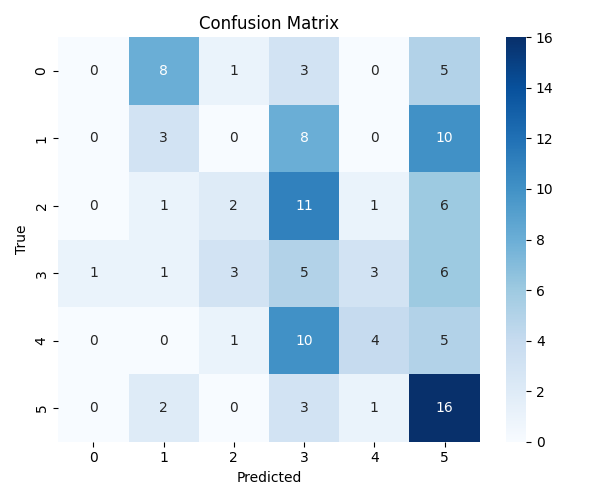 Confusion Matrix
16
0 0 8 1 3 0 5
14
1 0 3 0 8 0 10
12
10
2 0 1 2 11 1 6
8
True
3 1 1 3 5 3 6
6
4 0 0 1 10 4 5
4
2
5 0 2 0 3 1 16
0
0 1 2 3 4 5
Predicted